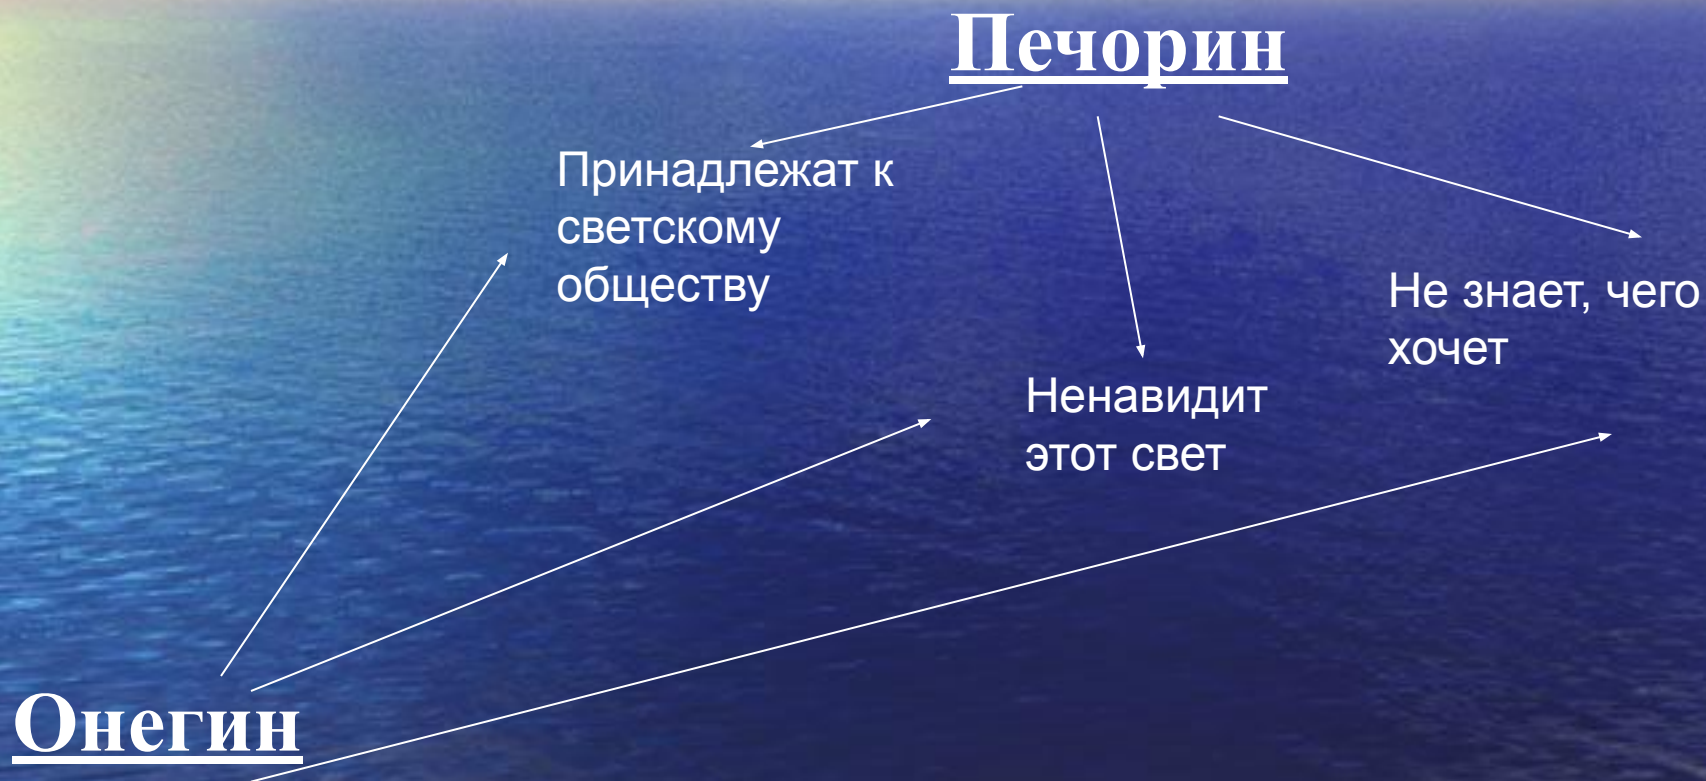 Печорин
Принадлежат к
светскому
обществу
Не знает, чего
хочет
Ненавидит
этот свет
Онегин